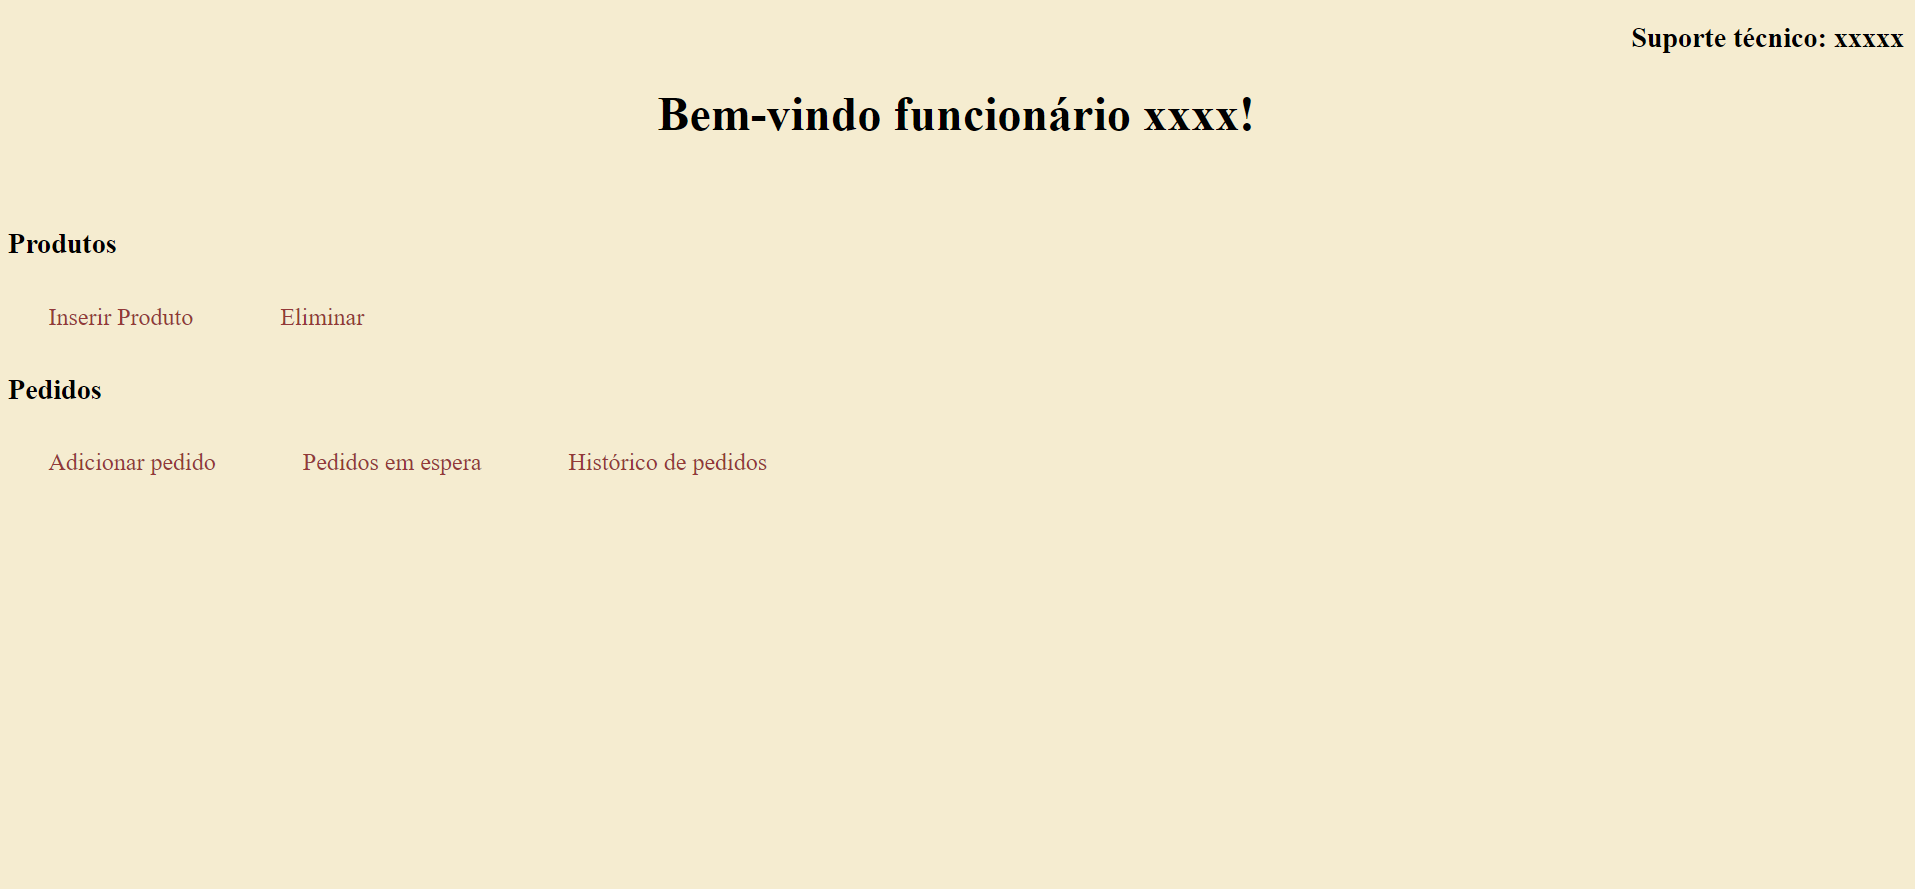 Suporte técnico: xxxxx
Bem-vindo funcionário xxxx!
Produtos
Inserir Produto Eliminar
Pedidos
Adicionar pedido Pedidos em espera Histórico de pedidos